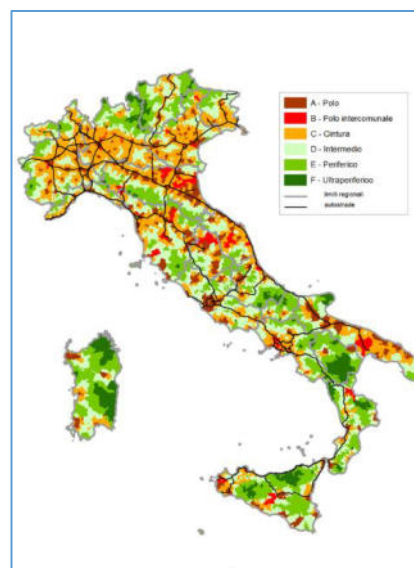 A - Polo
B - Polo intercomunale
C - Cintura
D - Intermedio
E - Periferico
F - Ultraperiferico
limiti regionali
autostrade